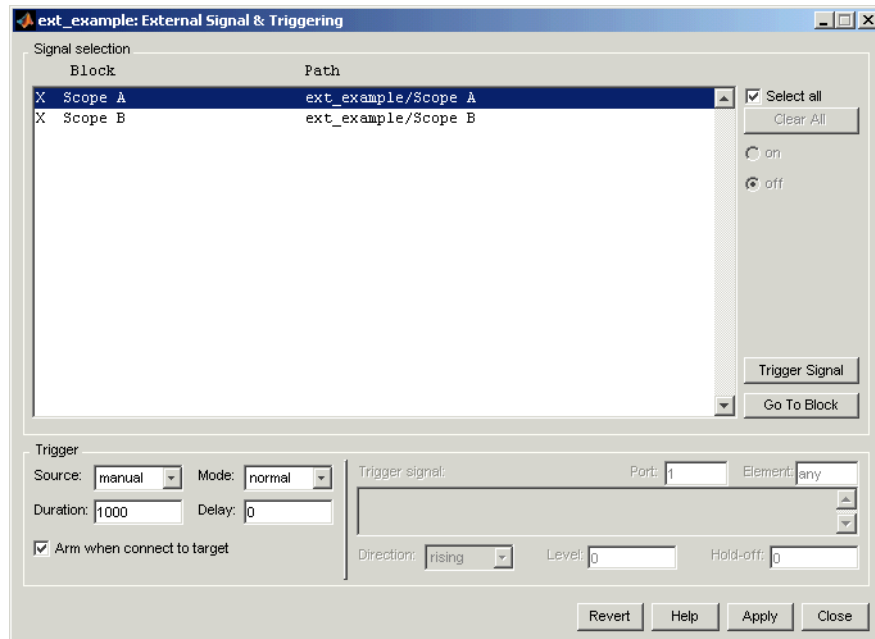 ext_example: External Signal & Triggering
Signal selection
Block Path
X Scope A ext_example/Scope A
X Scope B ext_example/Scope B
Select all
Clear All
on
off
Trigger Signal
Go To Block
Trigger
Source: manual Mode: normal
Duration: 1000 Delay: 0
Arm when connect to target
Trigger signal: Port: 1 Element: any
Direction: rising Level: 0 Hold-off: 0
Revert Help Apply Close